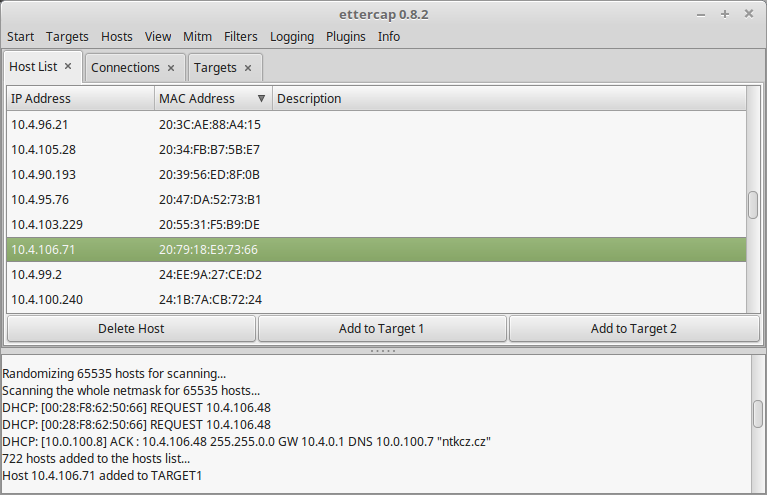 ettercap 0.8.2
Start Targets Hosts View Mitm Filters Logging Plugins Info
Host List × Connections × Targets ×
IP Address MAC Address Description
10.4.96.21 20:3C:AE:88:A4:15
10.4.105.28 20:34:FB:B7:5B:E7
10.4.90.193 20:39:56:ED:8F:0B
10.4.95.76 20:47:DA:52:73:B1
10.4.103.229 20:55:31:F5:B9:DE
10.4.106.71 20:79:18:E9:73:66
10.4.99.2 24:EE:9A:27:CE:D2
10.4.100.240 24:1B:7A:CB:72:24
Delete Host Add to Target 1 Add to Target 2
Randomizing 65535 hosts for scanning...
Scanning the whole netmask for 65535 hosts...
DHCP: [00:28:F8:62:50:66] REQUEST 10.4.106.48
DHCP: [00:28:F8:62:50:66] REQUEST 10.4.106.48
DHCP: [10.0.100.8] ACK : 10.4.106.48 255.255.0.0 GW 10.4.0.1 DNS 10.0.100.7 "ntkcz.cz"
722 hosts added to the hosts list...
Host 10.4.106.71 added to TARGET1